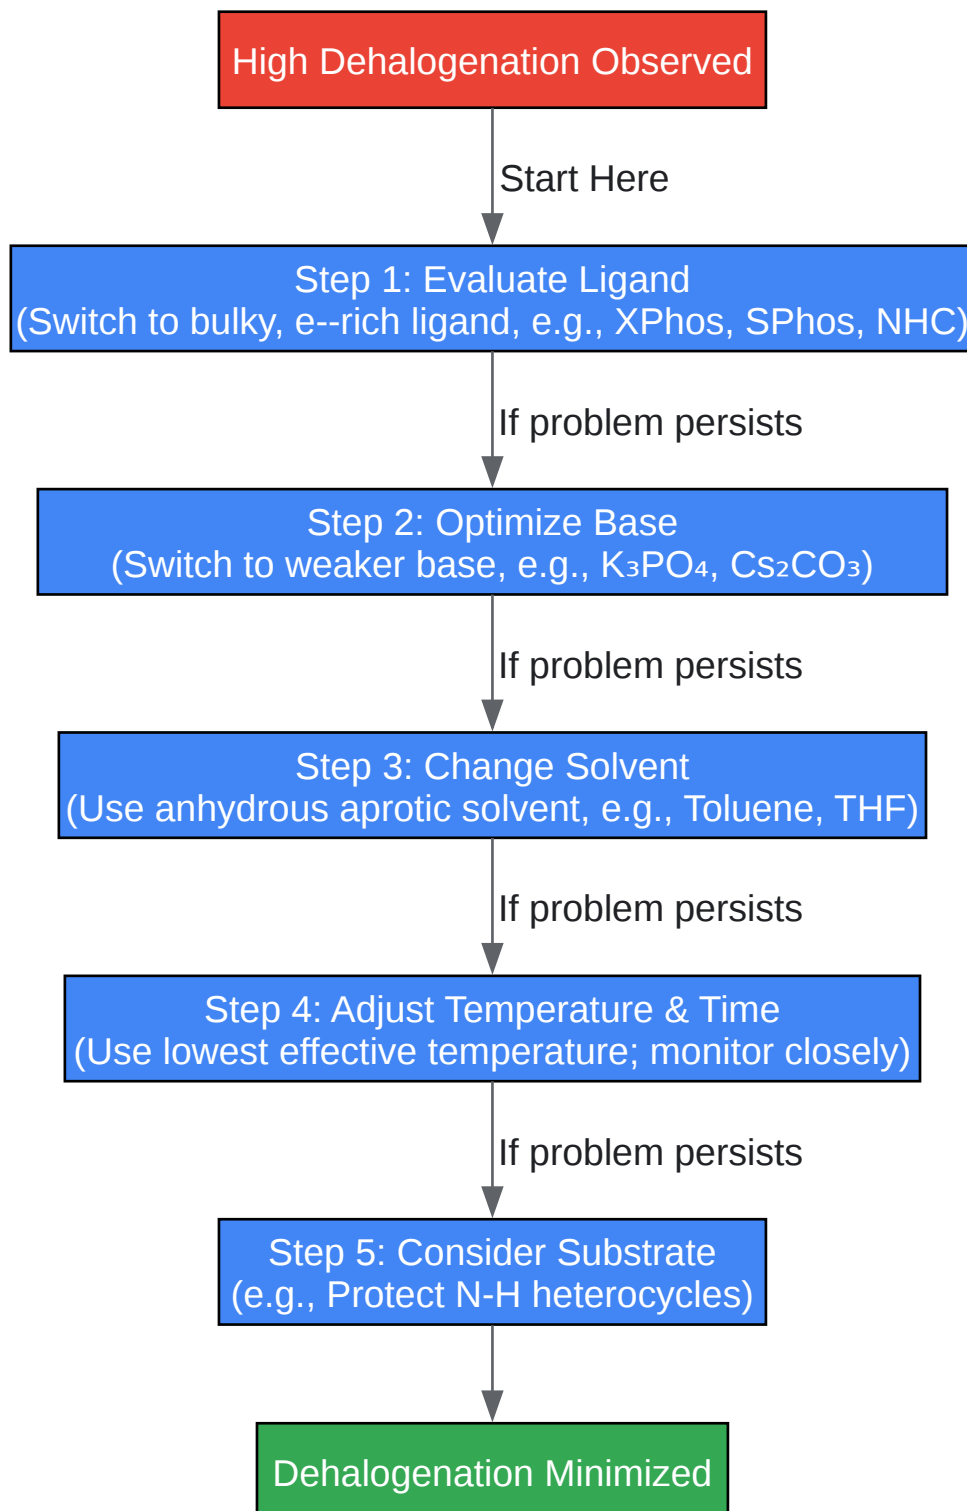 High Dehalogenation Observed
Start Here
Step 1: Evaluate Ligand
(Switch to bulky, e--rich ligand, e.g., XPhos, SPhos, NHC)
If problem persists
Step 2: Optimize Base
(Switch to weaker base, e.g., K₃PO₄, Cs₂CO₃)
If problem persists
Step 3: Change Solvent
(Use anhydrous aprotic solvent, e.g., Toluene, THF)
If problem persists
Step 4: Adjust Temperature & Time
(Use lowest effective temperature; monitor closely)
If problem persists
Step 5: Consider Substrate
(e.g., Protect N-H heterocycles)
Dehalogenation Minimized